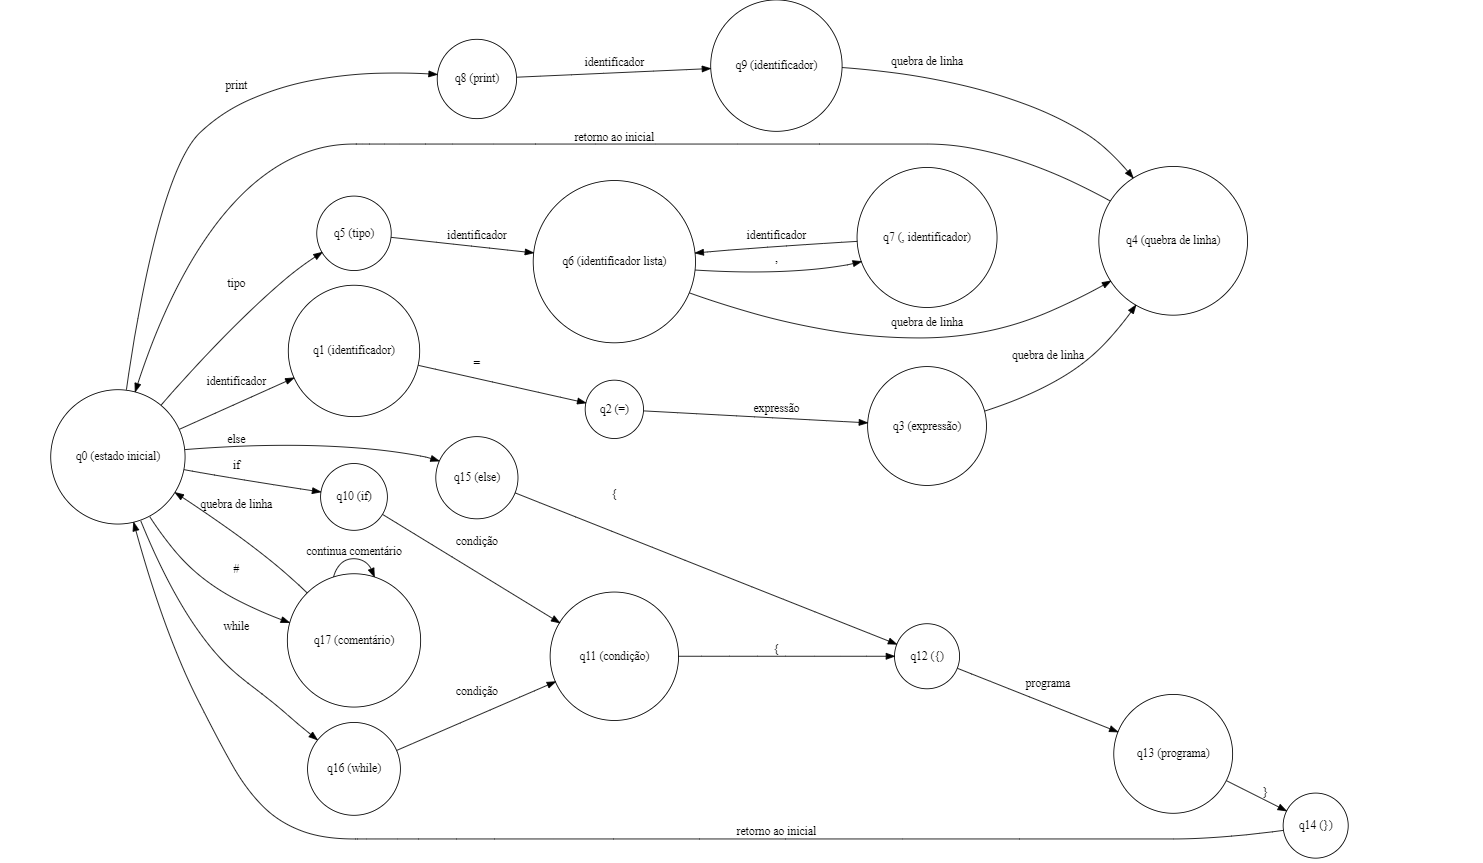 print
q8 (print)
identificador
q9 (identificador)
quebra de linha
retorno ao inicial
q5 (tipo)
identificador
q6 (identificador lista)
identificador
,
q7 (, identificador)
q4 (quebra de linha)
tipo
quebra de linha
q1 (identificador)
identificador
=
q2 (=)
expressão
q3 (expressão)
quebra de linha
q0 (estado inicial)
else
q15 (else)
{
if
q10 (if)
quebra de linha
condição
continua comentário
#
q17 (comentário)
while
q11 (condição)
{
q12 ({)
condição
programa
q16 (while)
q13 (programa)
}
q14 (})
retorno ao inicial